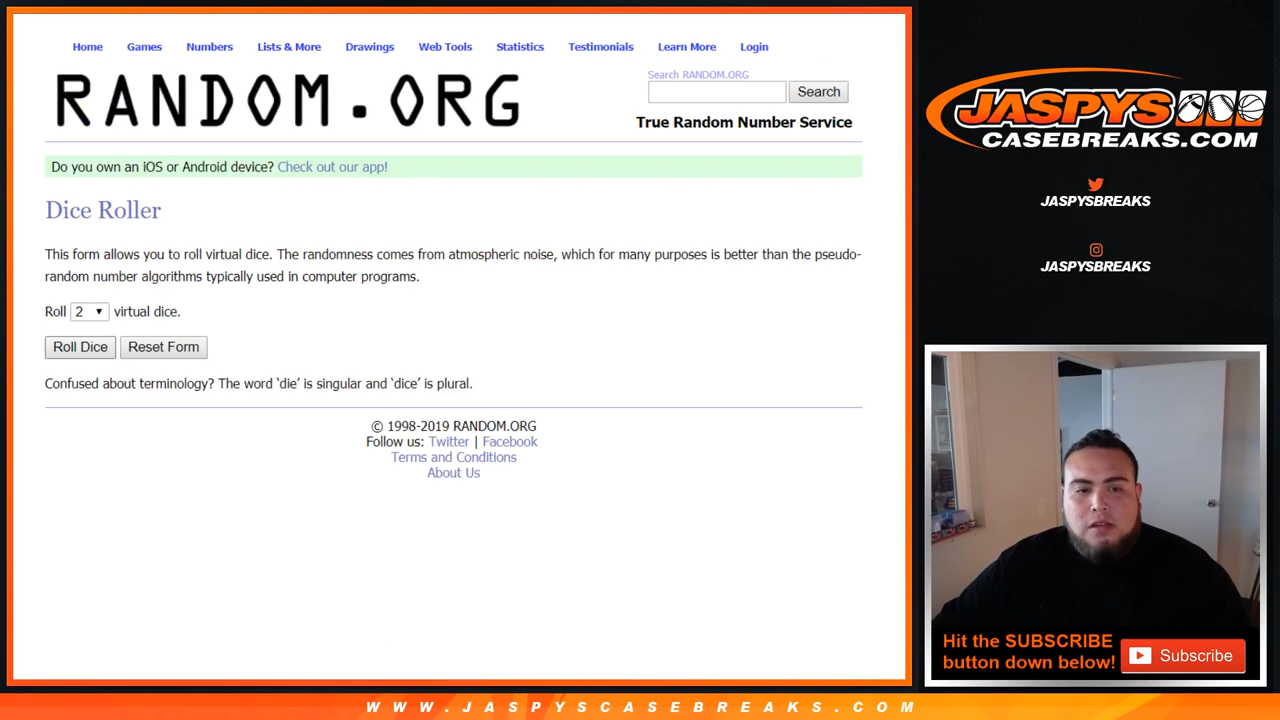 Home Games Numbers Lists & More Drawings Web Tools Statistics Testimonials Learn More Login
RANDOM.ORG
Search RANDOM.ORG
Search
True Random Number Service
Do you own an iOS or Android device? Check out our app!
Dice Roller
This form allows you to roll virtual dice. The randomness comes from atmospheric noise, which for many purposes is better than the pseudo-
random number algorithms typically used in computer programs.
Roll 2 virtual dice.
Roll Dice Reset Form
Confused about terminology? The word ‘die’ is singular and ‘dice’ is plural.
© 1998-2019 RANDOM.ORG
Follow us: Twitter | Facebook
Terms and Conditions
About Us
JASPYS
CASEBREAKS.COM
JASPYSBREAKS
JASPYSBREAKS
Hit the SUBSCRIBE
button down below!
Subscribe
WWW.JASPYSCASEBREAKS.COM